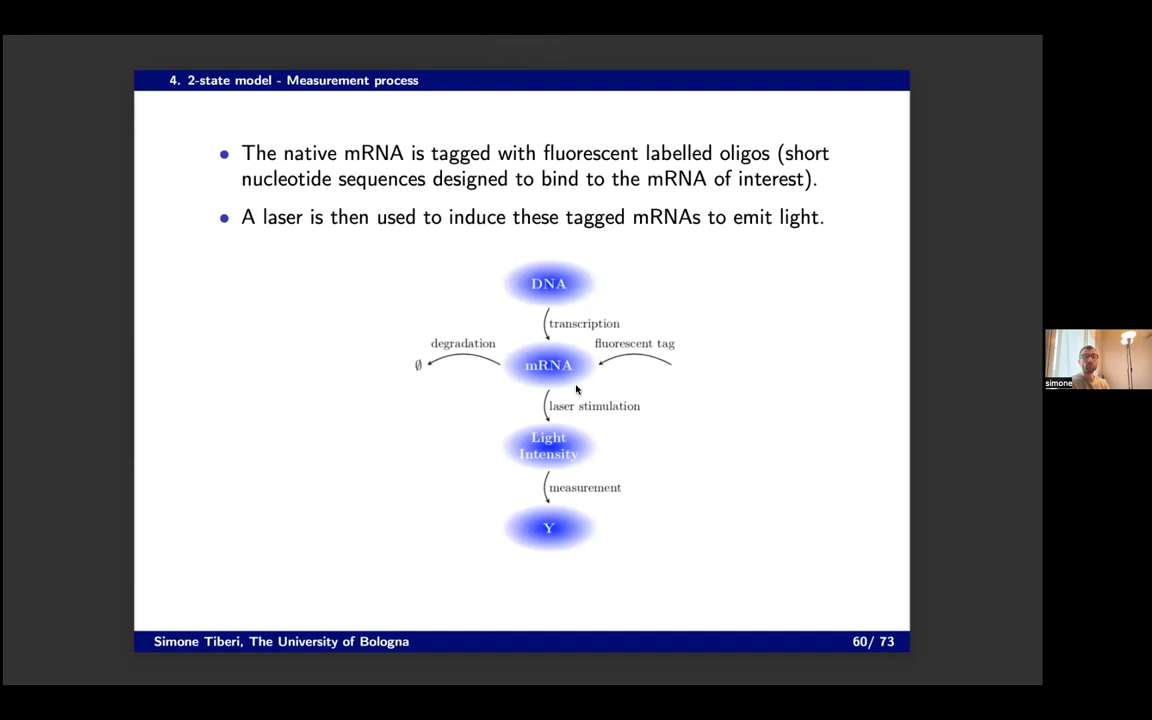 4. 2-state model - Measurement process
• The native mRNA is tagged with fluorescent labelled oligos (short
nucleotide sequences designed to bind to the mRNA of interest).
• A laser is then used to induce these tagged mRNAs to emit light.
DNA
transcription
degradation
fluorescent tag
∅
mRNA
laser stimulation
Light
Intensity
measurement
Y
simone
Simone Tiberi, The University of Bologna
60/ 73